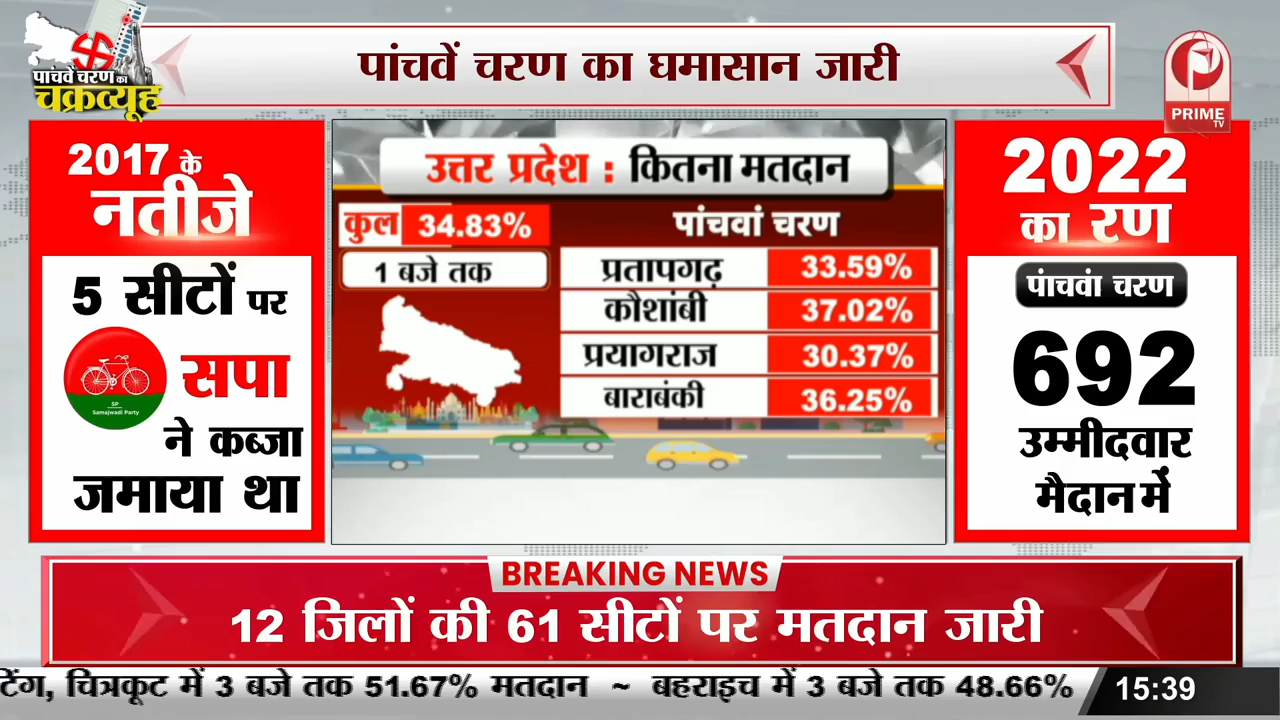 पांचवें चरण का
चक्रव्यूह
पांचवें चरण का घमासान जारी
PRIME
TV
2017 के
नतीजे
5 सीटों पर
सपा
SP
Samajwadi Party
ने कब्जा
जमाया था
उत्तर प्रदेश : कितना मतदान
कुल 34.83%
1 बजे तक
पांचवां चरण
प्रतापगढ़ 33.59%
कौशांबी 37.02%
प्रयागराज 30.37%
बाराबंकी 36.25%
2022
का रण
पांचवां चरण
692
उम्मीदवार
मैदान में
BREAKING NEWS
12 जिलों की 61 सीटों पर मतदान जारी
टिंग, चित्रकूट में 3 बजे तक 51.67% मतदान ~ बहराइच में 3 बजे तक 48.66%
15:39